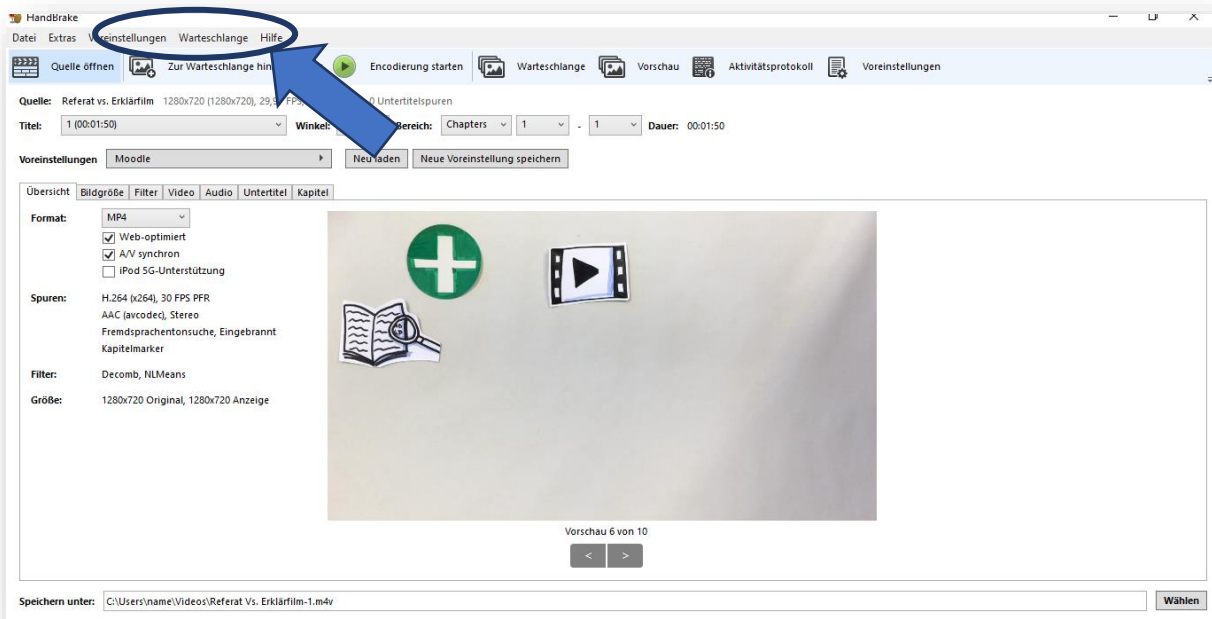 HandBrake
Datei Extras Voreinstellungen Warteschlange Hilfe
Quelle öffnen Zur Warteschlange hin Encodierung starten Warteschlange Vorschau Aktivitätsprotokoll Voreinstellungen
Quelle: Referat vs. Erklärfilm 1280x720 (1280x720), 29,9 FPS, 0 Untertitelspuren
Titel: 1 (00:01:50) Winkel: Bereich: Chapters 1 - 1 Dauer: 00:01:50
Voreinstellungen Moodle Neu laden Neue Voreinstellung speichern
Übersicht Bildgröße Filter Video Audio Untertitel Kapitel
Format: MP4
Web-optimiert
A/V synchron
iPod 5G-Unterstützung
Spuren: H.264 (x264), 30 FPS PFR
AAC (avcodec), Stereo
Fremdsprachentonsuche, Eingebrannt
Kapitelmarker
Filter: Decomb, NLMeans
Größe: 1280x720 Original, 1280x720 Anzeige
Vorschau 6 von 10
< >
Speichern unter: C:\Users\name\Videos\Referat Vs. Erklärfilm-1.m4v Wählen